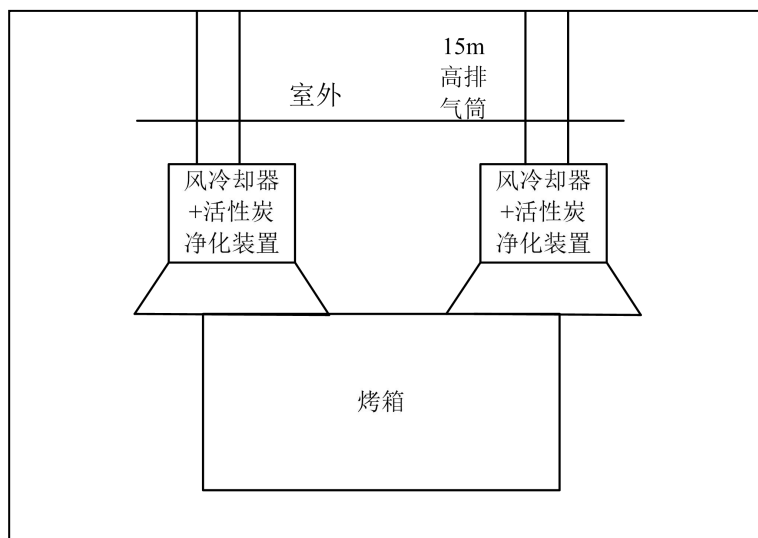 15m
高排
气筒
室外
风冷却器
+活性炭
净化装置
风冷却器
+活性炭
净化装置
烤箱